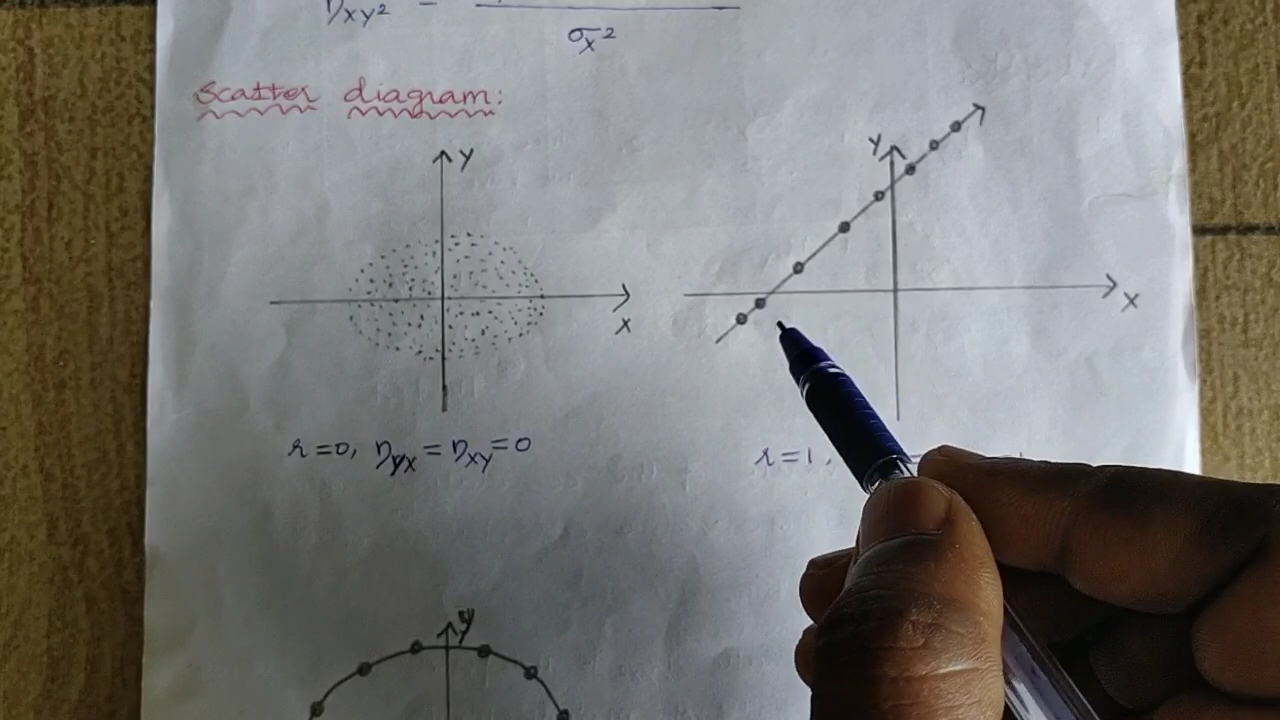 ηxy² =
σx²
Scatter diagram:
y
x
y
x
r=0, ηyx = ηxy = 0
r=1,
y